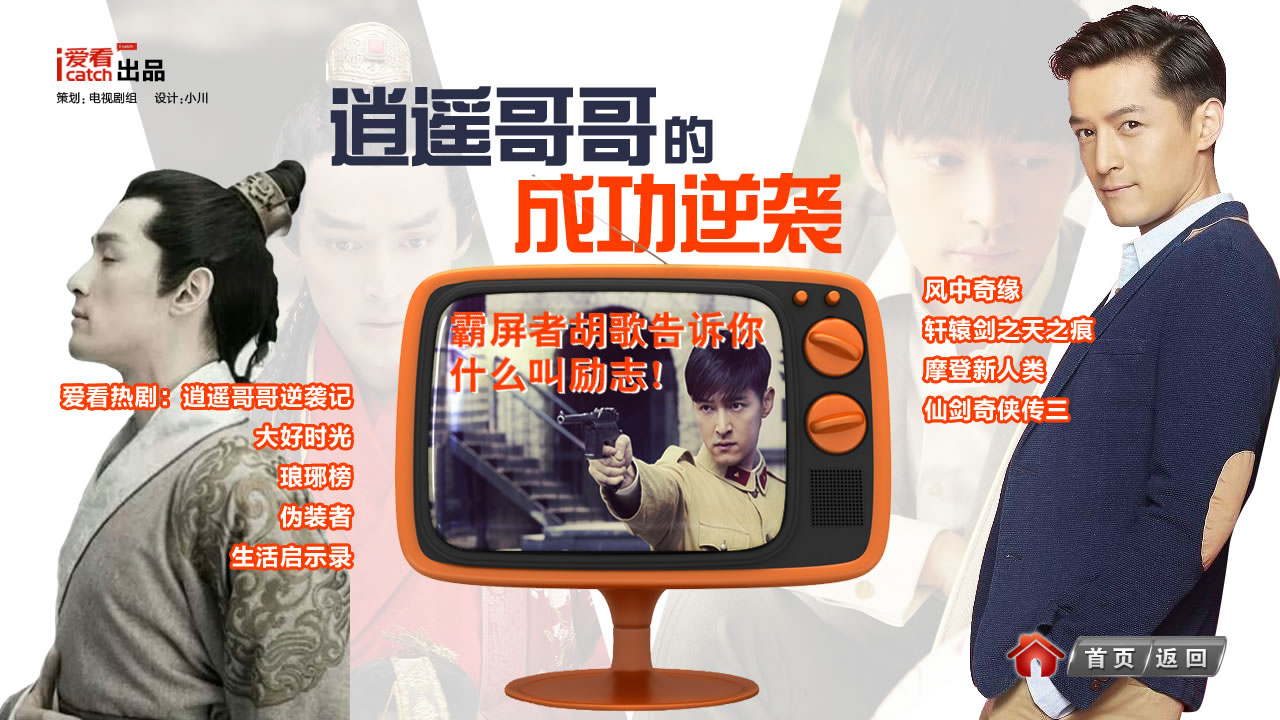 i爱看
catch 出品
策划:电视剧组 设计:小川
逍遥哥哥的
成功逆袭
霸屏者胡歌告诉你
什么叫励志!
爱看热剧：逍遥哥哥逆袭记
大好时光
琅琊榜
伪装者
生活启示录
风中奇缘
轩辕剑之天之痕
摩登新人类
仙剑奇侠传三
首页 返回